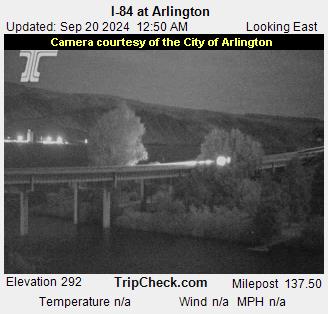 I-84 at Arlington
Updated: Sep 20 2024 12:50 AM Looking East
Camera courtesy of the City of Arlington
Elevation 292 TripCheck.com Milepost 137.50
Temperature n/a Wind n/a MPH n/a